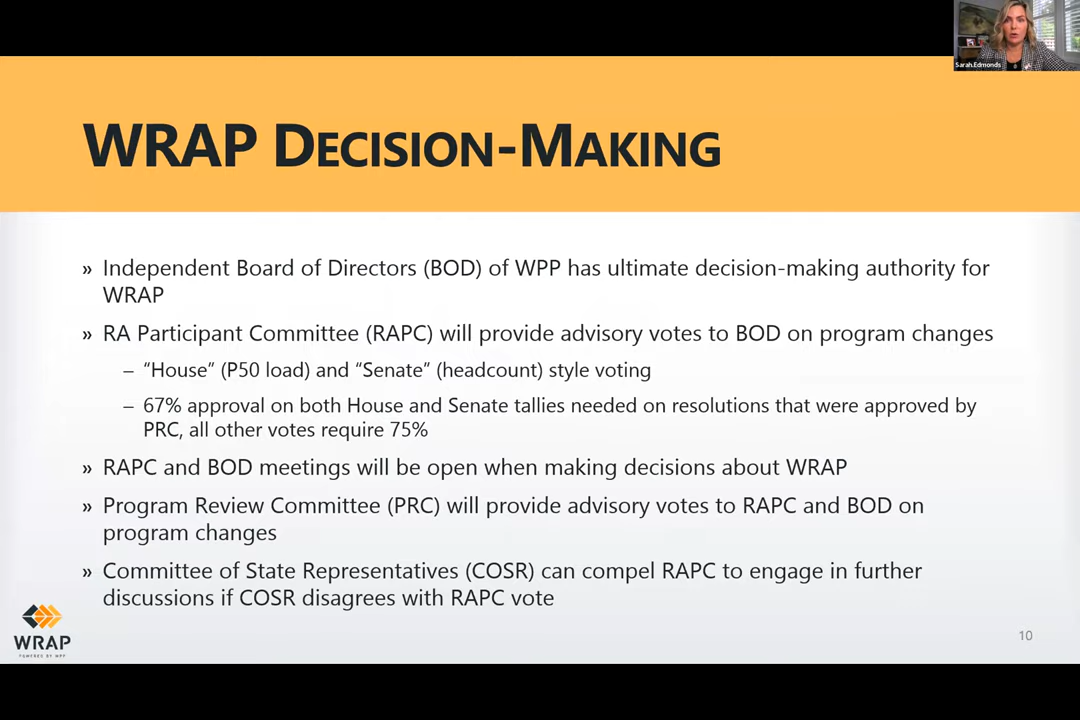 Sarah.Edmonds
WRAP DECISION-MAKING
» Independent Board of Directors (BOD) of WPP has ultimate decision-making authority for
WRAP
» RA Participant Committee (RAPC) will provide advisory votes to BOD on program changes
– “House” (P50 load) and “Senate” (headcount) style voting
– 67% approval on both House and Senate tallies needed on resolutions that were approved by
PRC, all other votes require 75%
» RAPC and BOD meetings will be open when making decisions about WRAP
» Program Review Committee (PRC) will provide advisory votes to RAPC and BOD on
program changes
» Committee of State Representatives (COSR) can compel RAPC to engage in further
discussions if COSR disagrees with RAPC vote
WRAP
POWERED BY WPP
10